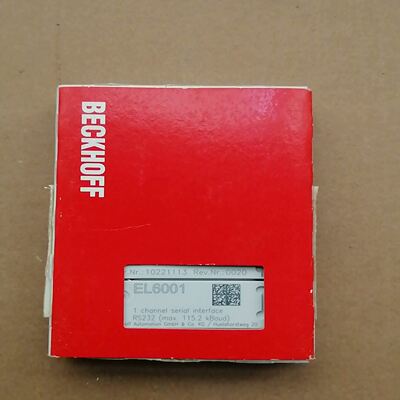 BECKHOFF
Nr.: 10221113 Rev.Nr.:0020
EL6001
1 channel serial interface
RS232 (max. 115.2 kBaud)
Automation GmbH & Co. KG / Huelshorstweg 20